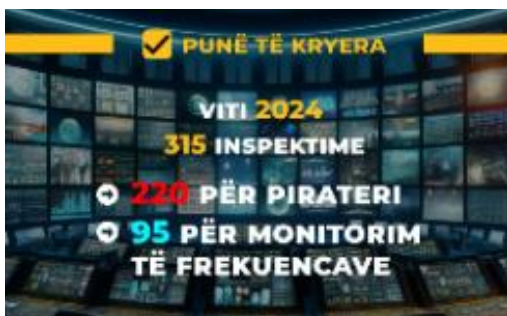 PUNË TË KRYERA
VITI 2024
315 INSPEKTIME
220 PËR PIRATERI
95 PËR MONITORIM
TË FREKUENCAVE